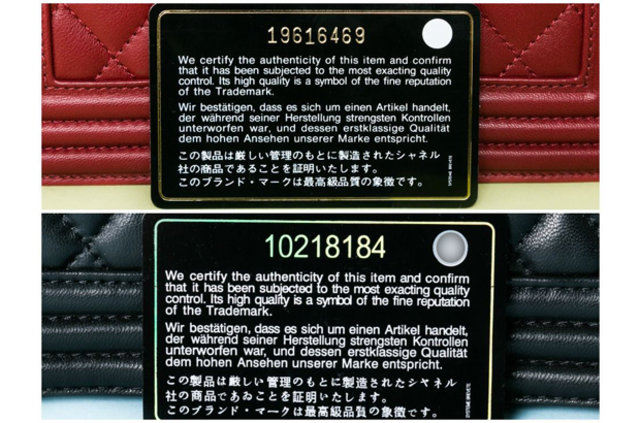 19616469
We certify the authenticity of this item and confirm
that it has been subjected to the most exacting quality
control. Its high quality is a symbol of the fine reputation
of the Trademark.
Wir bestätigen, dass es sich um einen Artikel handelt,
der während seiner Herstellung strengsten Kontrollen
unterworfen war, und dessen erstklassige Qualität
dem hohen Ansehen unserer Marke entspricht.
この製品は厳しい管理のもとに製造されたシャネル
社の商品であることを証明いたします。
このブランド・マークは最高級品質の象徴です。
SYSTEME BREVETE
10218184
We certify the authenticity of this item and confirm
that it has been subjected to the most exacting quality
control. Its high quality is a symbol of the fine reputation
of the Trademark.
Wir bestätigen, dass es sich um einen Artikel handelt,
der während seiner Herstellung strengsten Kontrollen
unterworfen war, und dessen erstklassige Qualität
dem hohen Ansehen unserer Marke entspricht.
この製品は厳しい管理のもとに製造されたシャネル
社の商品であおことを証明いたします。
このブランド・マークは最高級品質の象徴です。
SYSTEME BREVETE